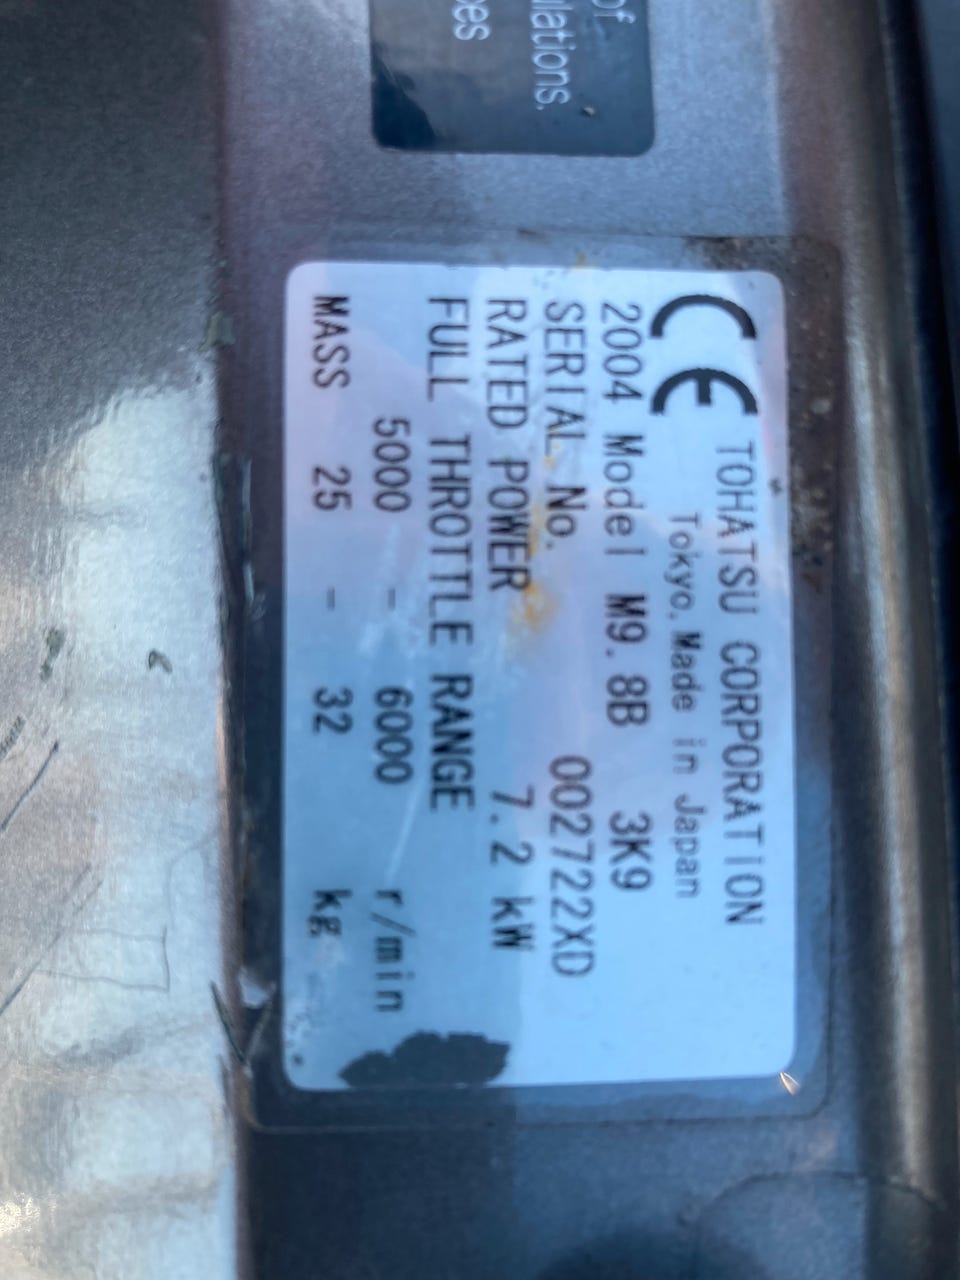 of
ulations.
ces
CE TOHATSU CORPORATION
Tokyo. Made in Japan
2004 Model M9.8B 3K9
SERIAL No. 002722XD
RATED POWER 7.2 kW
FULL THROTTLE RANGE
5000 - 6000 r/min
MASS 25 - 32 kg